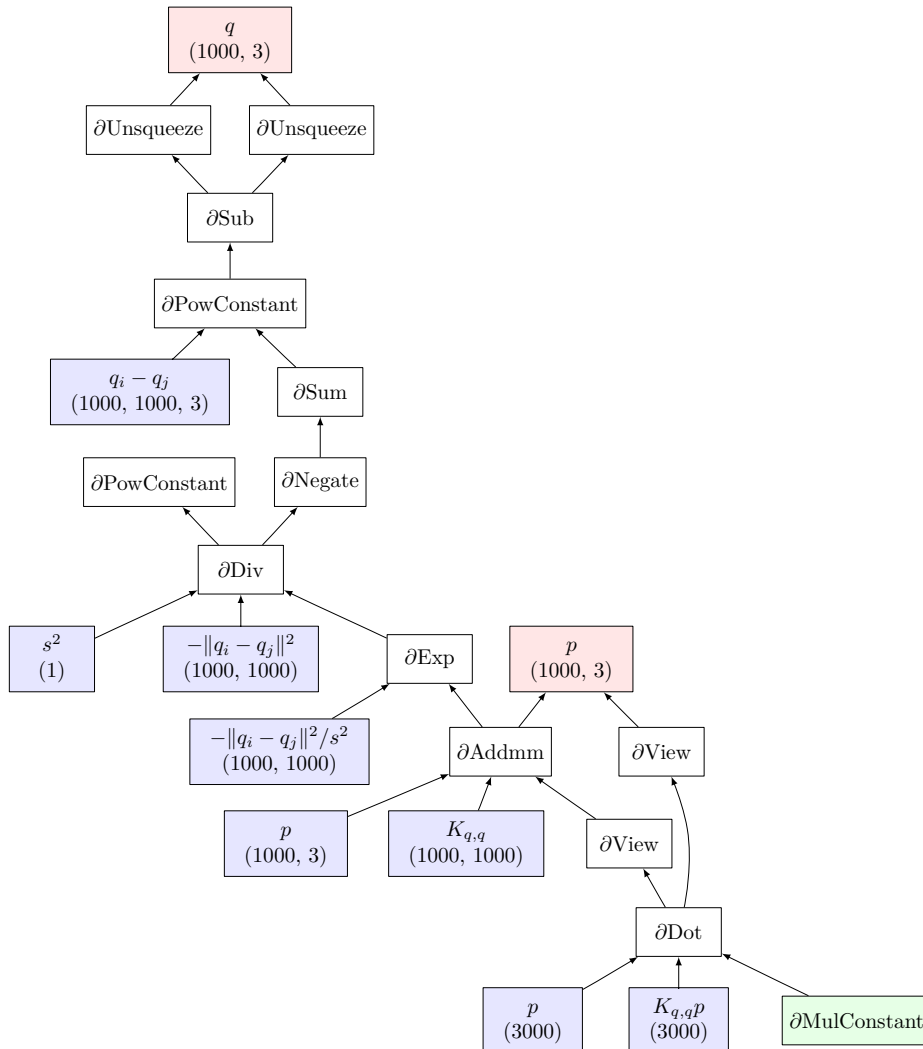 q
(1000, 3)
∂Unsqueeze
∂Unsqueeze
∂Sub
∂PowConstant
q_i − q_j
(1000, 1000, 3)
∂Sum
∂PowConstant
∂Negate
∂Div
s²
(1)
−‖q_i − q_j‖²
(1000, 1000)
∂Exp
p
(1000, 3)
−‖q_i − q_j‖²/s²
(1000, 1000)
∂Addmm
∂View
p
(1000, 3)
K_{q,q}
(1000, 1000)
∂View
∂Dot
p
(3000)
K_{q,q}p
(3000)
∂MulConstant